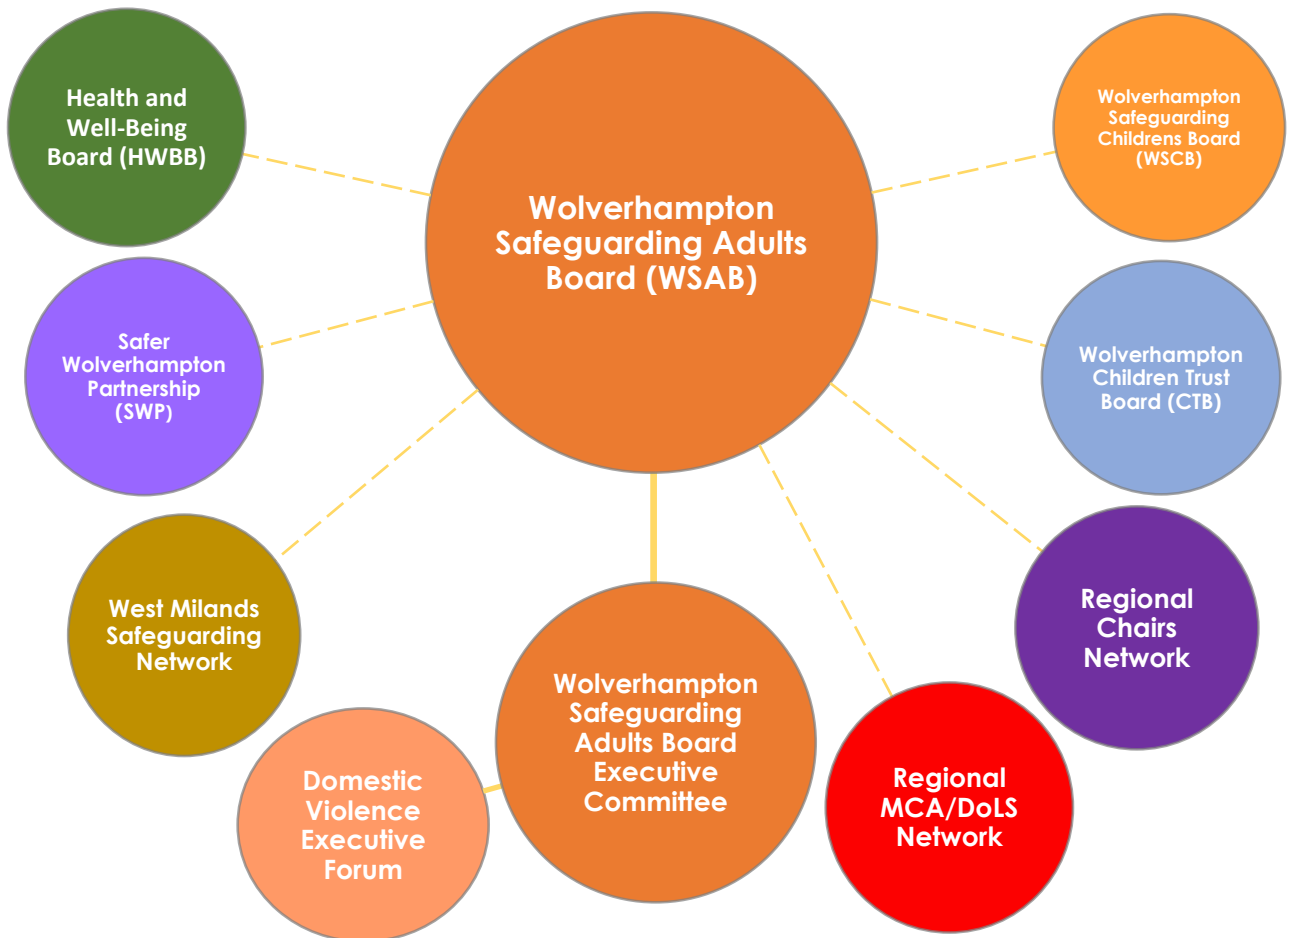 Health and
Well-Being
Board (HWBB)
Wolverhampton
Safeguarding Adults
Board (WSAB)
Wolverhampton
Safeguarding
Childrens Board
(WSCB)
Safer
Wolverhampton
Partnership
(SWP)
Wolverhampton
Children Trust
Board (CTB)
West Milands
Safeguarding
Network
Regional
Chairs
Network
Wolverhampton
Safeguarding
Adults Board
Executive
Committee
Domestic
Violence
Executive
Forum
Regional
MCA/DoLS
Network